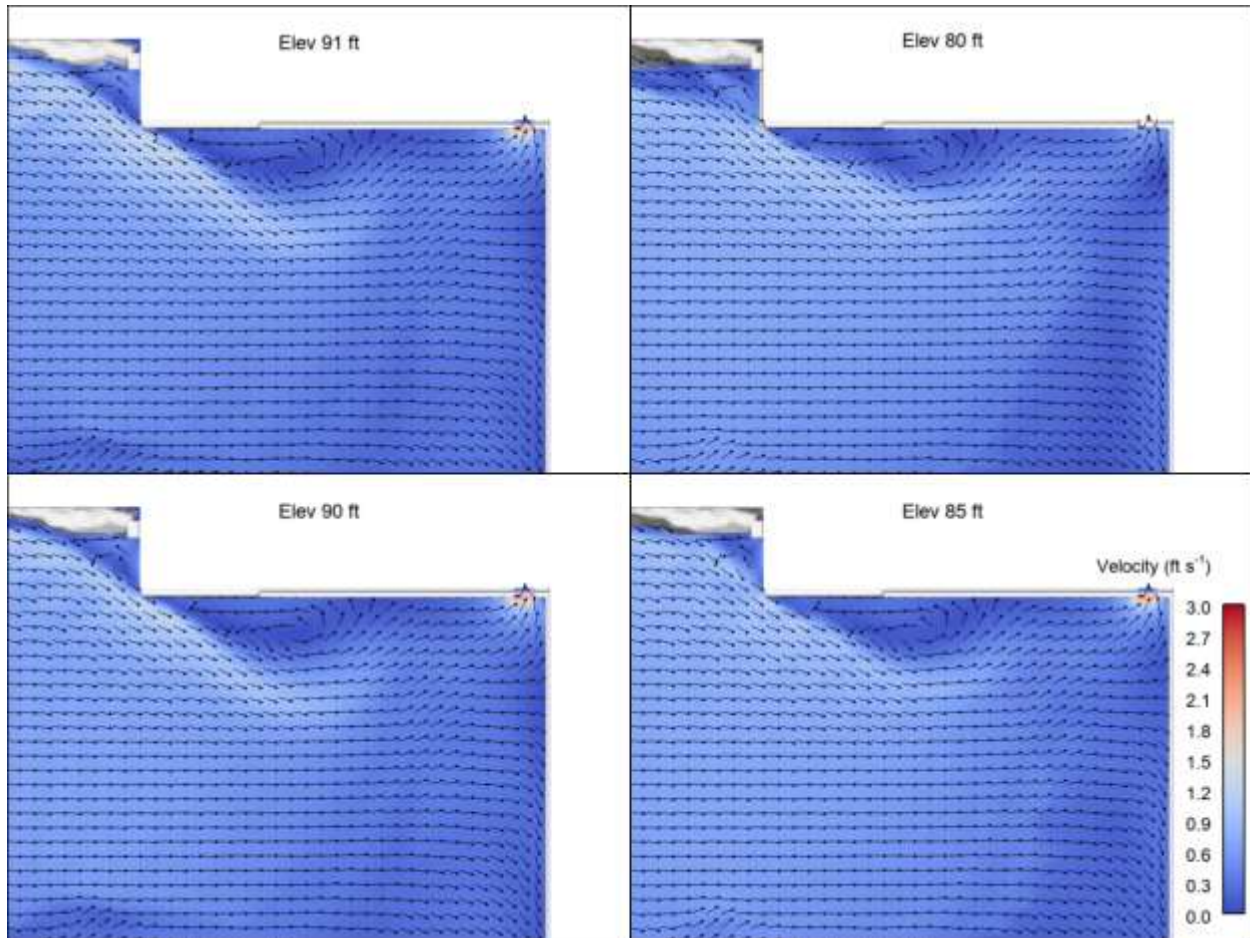 Elev 91 ft
Elev 80 ft
Elev 90 ft
Elev 85 ft
Velocity (ft s⁻¹)
3.0
2.7
2.4
2.1
1.8
1.5
1.2
0.9
0.6
0.3
0.0